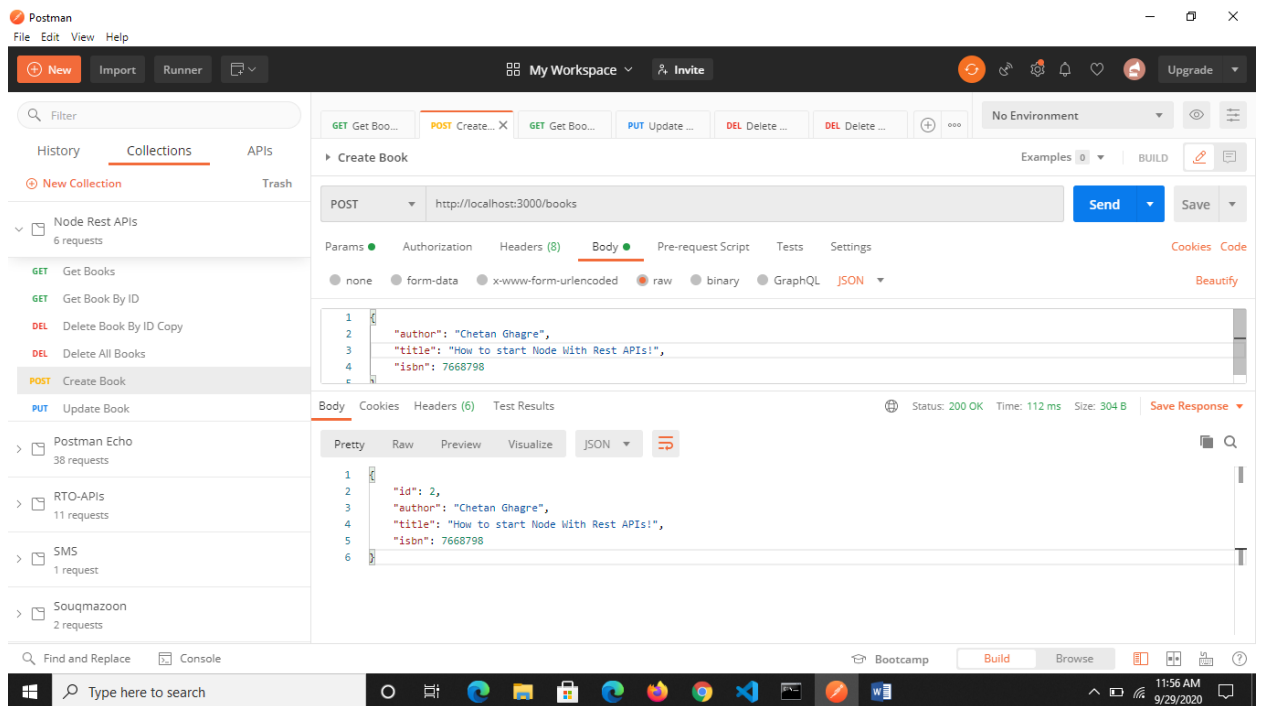 Postman
File Edit View Help
New Import Runner My Workspace Invite Upgrade
Filter
History Collections APIs
New Collection Trash
Node Rest APIs
6 requests
GET Get Books
GET Get Book By ID
DEL Delete Book By ID Copy
DEL Delete All Books
POST Create Book
PUT Update Book
Postman Echo
38 requests
RTO-APIs
11 requests
SMS
1 request
Souqmazoon
2 requests
GET Get Boo... POST Create... X GET Get Boo... PUT Update ... DEL Delete ... DEL Delete ... No Environment
Create Book Examples 0 BUILD
POST http://localhost:3000/books Send Save
Params Authorization Headers (8) Body Pre-request Script Tests Settings Cookies Code
none form-data x-www-form-urlencoded raw binary GraphQL JSON Beautify
1 {
2 "author": "Chetan Ghagre",
3 "title": "How to start Node With Rest APIs!",
4 "isbn": 7668798
5 }
Body Cookies Headers (6) Test Results Status: 200 OK Time: 112 ms Size: 304 B Save Response
Pretty Raw Preview Visualize JSON
1 {
2 "id": 2,
3 "author": "Chetan Ghagre",
4 "title": "How to start Node With Rest APIs!",
5 "isbn": 7668798
6 }
Find and Replace Console Bootcamp Build Browse
Type here to search
11:56 AM
9/29/2020